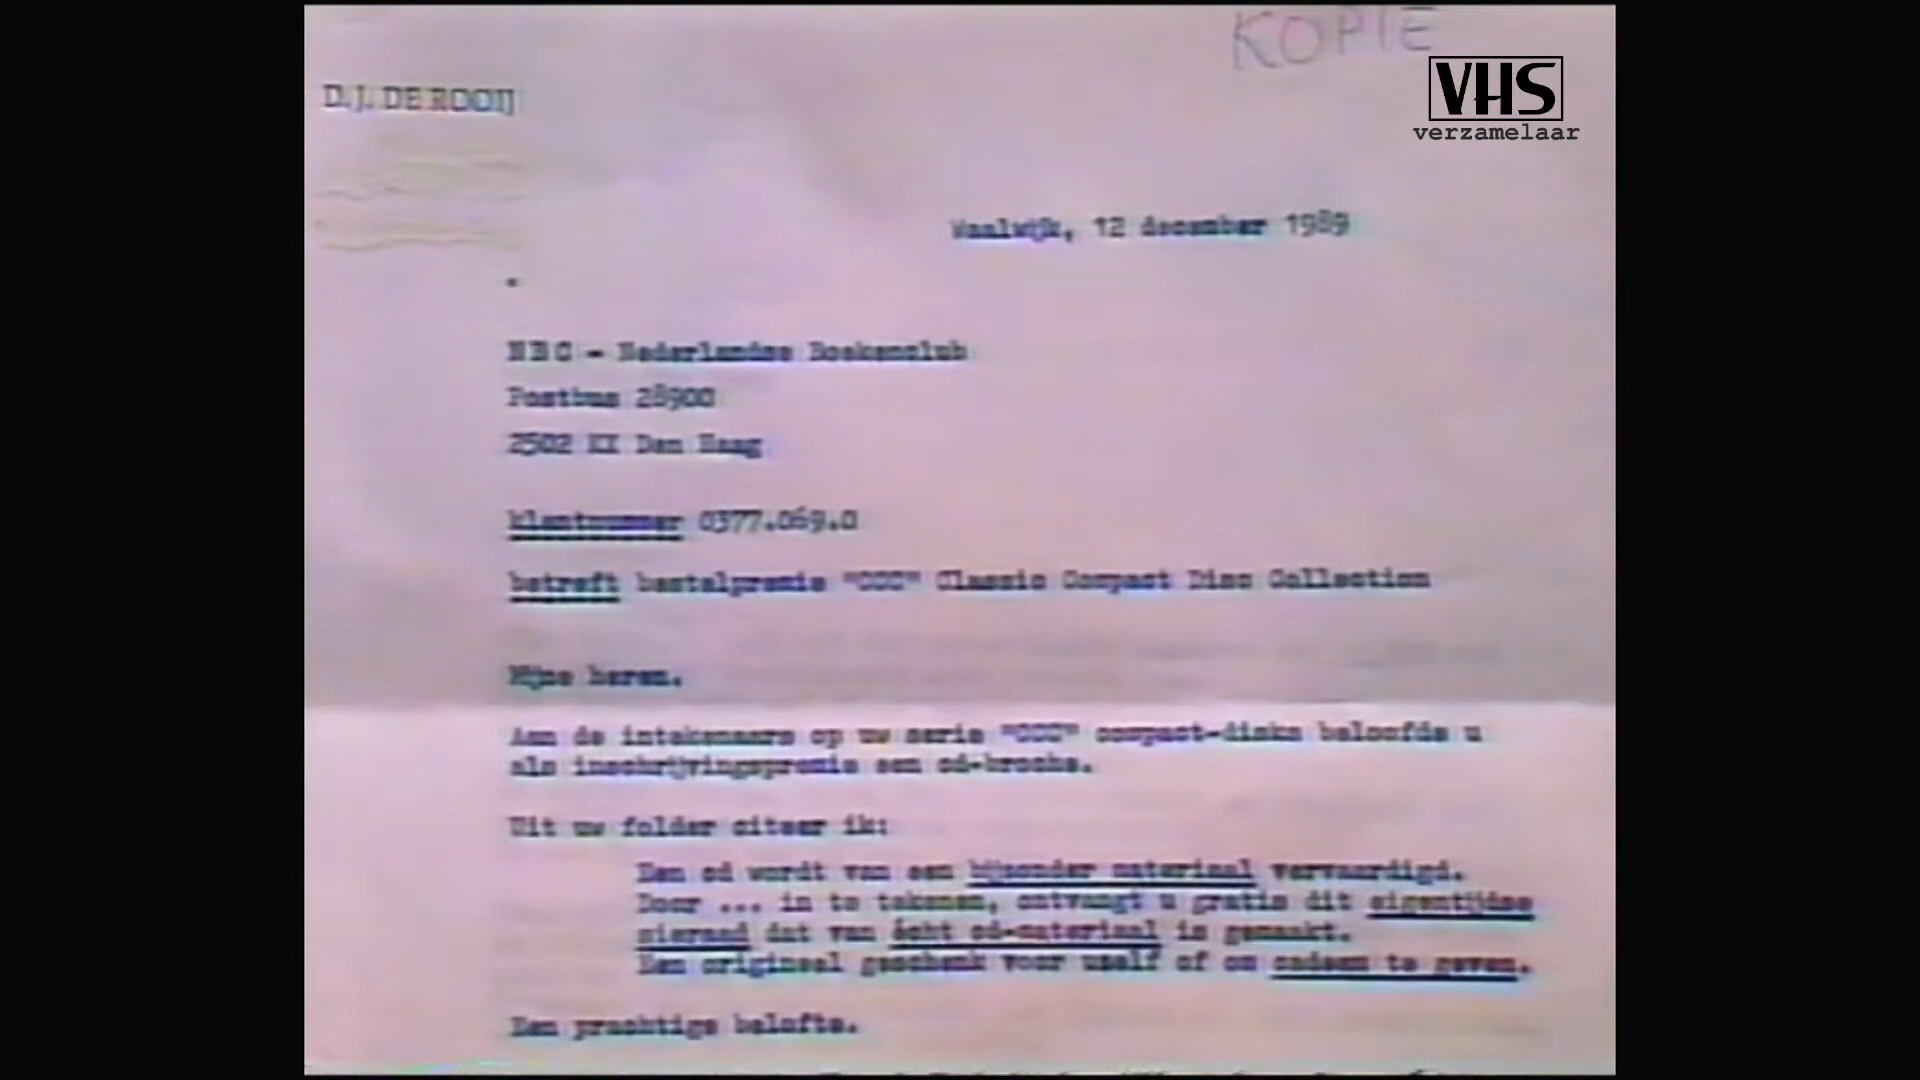 KOPIE
VHS
verzamelaar
D.J. DE ROOIJ
Waalwijk, 12 december 1989
NBC - Nederlandse Boekenclub
Postbus 28900
2502 KX Den Haag
klantnummer 0377.069.0
betreft bestelpremie "CCC" Classic Compact Disc Collection
Mijne heren.
Aan de intekenaars op uw serie "CCC" compact-disks beloofde u
als inschrijvingspremie een cd-broche.
Uit uw folder citeer ik:
Een cd wordt van een bijzonder materiaal vervaardigd.
Door ... in te tekenen, ontvangt u gratis dit eigentijdse
sieraad dat van écht cd-materiaal is gemaakt.
Een origineel geschenk voor uzelf of om cadeau te geven.
Een prachtige belofte.